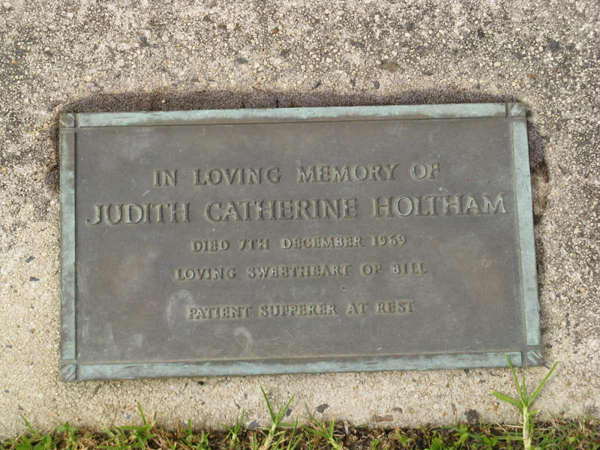 IN LOVING MEMORY OF
JUDITH CATHERINE HOLTHAM
DIED 7TH DECEMBER 1969
LOVING SWEETHEART OF BILL
PATIENT SUFFERER AT REST